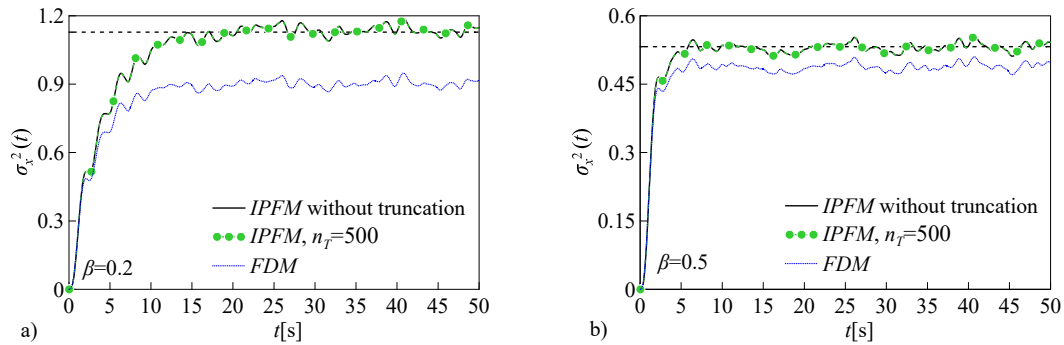 1.2
0.9
0.6
0.3
0
σₓ²(t)
IPFM without truncation
IPFM, n_T=500
FDM
β=0.2
0 5 10 15 20 25 30 35 40 45 50
a)
t[s]
0.6
0.45
0.3
0.15
0
σₓ²(t)
IPFM without truncation
IPFM, n_T=500
FDM
β=0.5
0 5 10 15 20 25 30 35 40 45 50
b)
t[s]